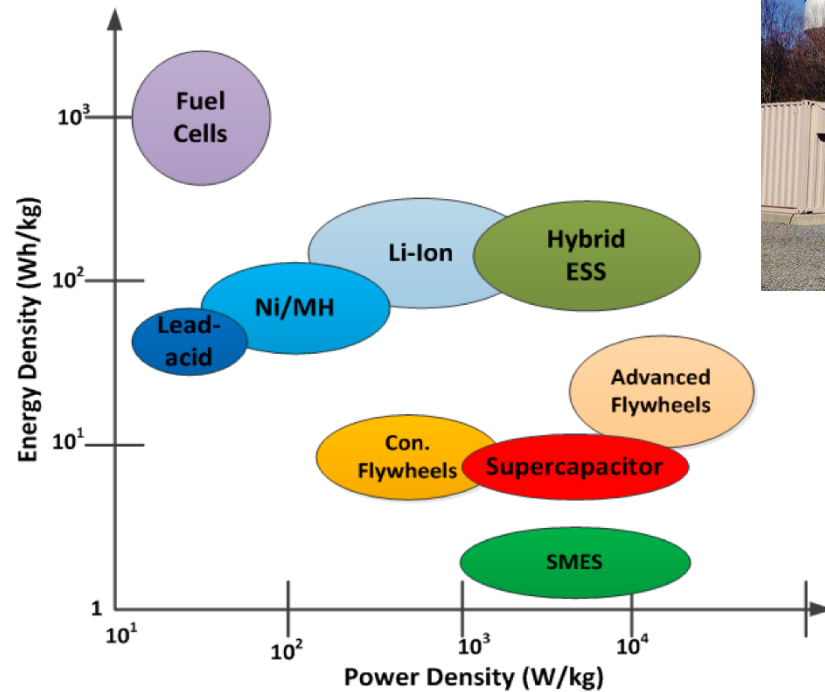 10³
10²
10¹
1
Energy Density (Wh/kg)
Fuel
Cells
Li-Ion
Hybrid
ESS
Ni/MH
Lead-
acid
Advanced
Flywheels
Con.
Flywheels
Supercapacitor
SMES
10¹
10²
10³
10⁴
Power Density (W/kg)